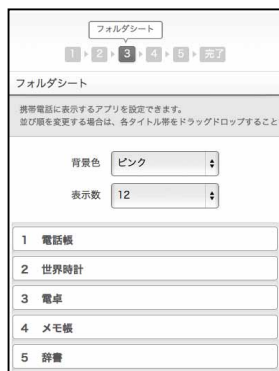 フォルダシート
1 ▸ 2 ▸ 3 ▸ 4 ▸ 5 ▸ 完了
フォルダシート
携帯電話に表示するアプリを設定できます。
並び順を変更する場合は、各タイトル帯をドラッグドロップすること
背景色 ピンク
表示数 12
1 電話帳
2 世界時計
3 電卓
4 メモ帳
5 辞書